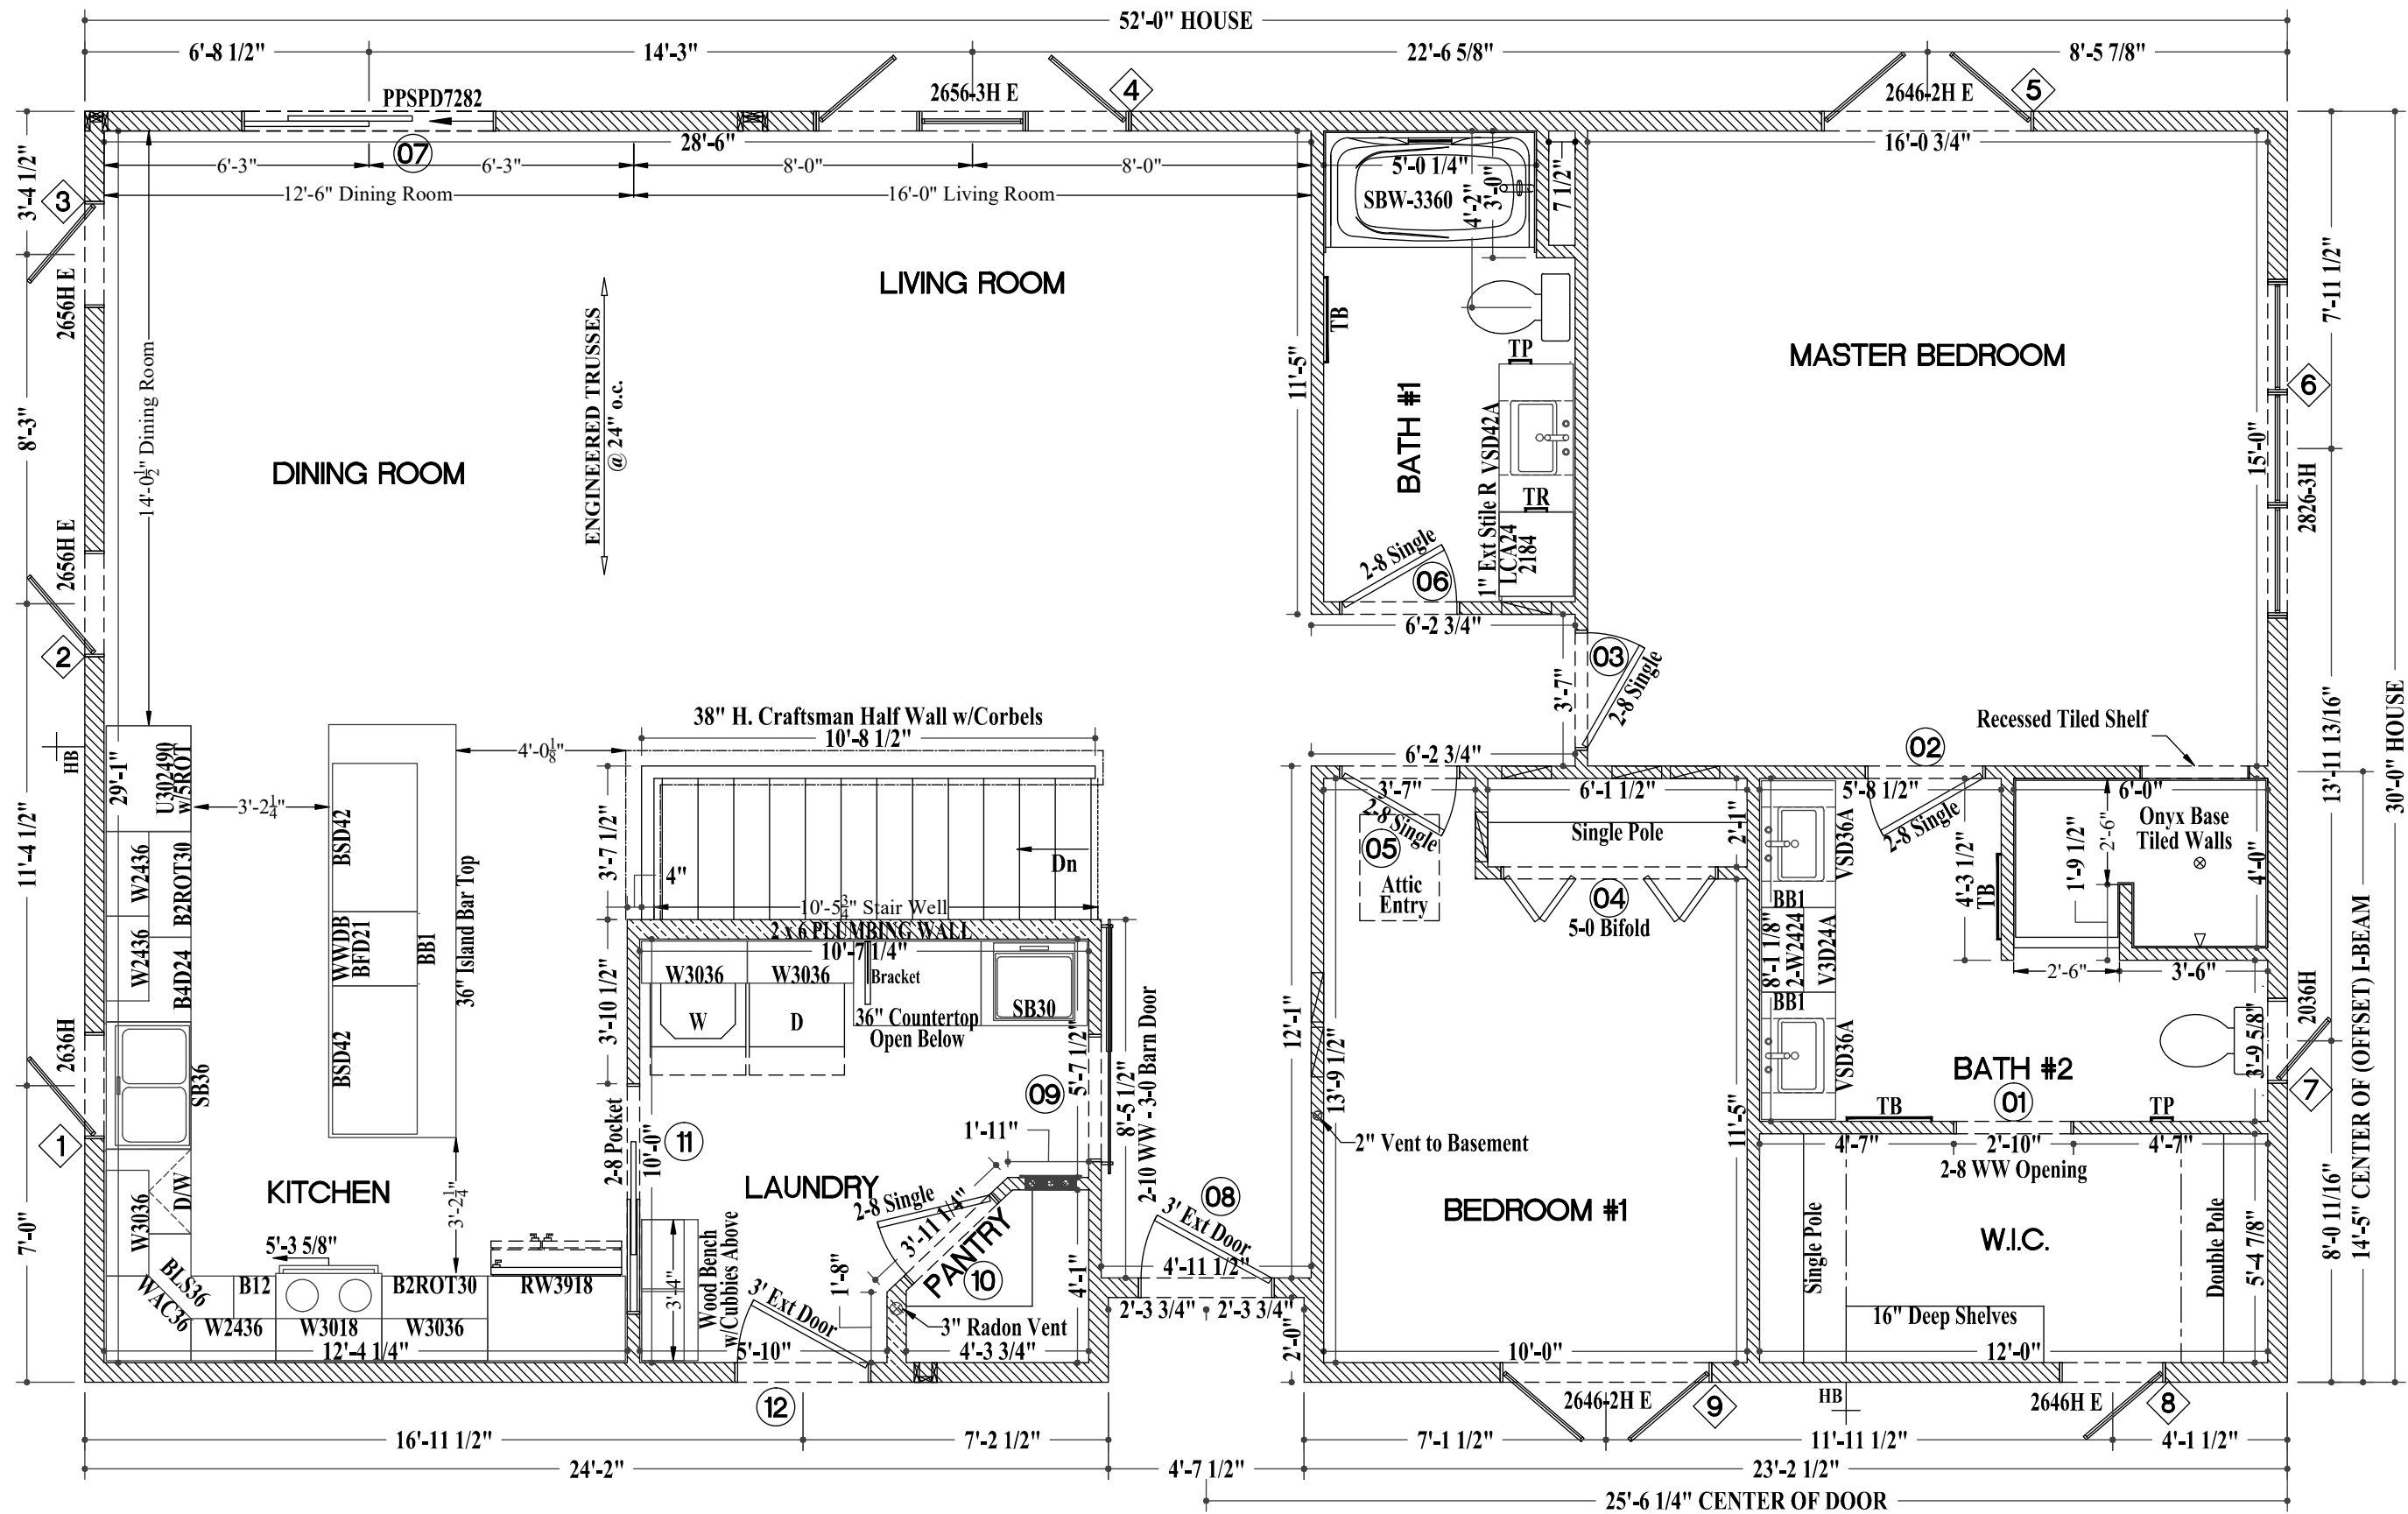 52'-0" HOUSE
6'-8 1/2"
14'-3"
22'-6 5/8"
8'-5 7/8"
PPSPD7282
2656-3H E
4
2646-2H E
5
28'-6"
16'-0 3/4"
07
6'-3"
6'-3"
8'-0"
8'-0"
12'-6" Dining Room
16'-0" Living Room
3'-4 1/2"
3
2656H E
8'-3"
2656H E
2
HB
11'-4 1/2"
2636H
1
7'-0"
14'-0 1/2" Dining Room
LIVING ROOM
DINING ROOM
ENGINEERED TRUSSES
@ 24" o.c.
5'-0 1/4"
SBW-3360
4'-2"
3'-0"
7 1/2"
TB
TP
11'-5"
BATH #1
VSD42A
TR
1" Ext Stile R
LCA24
2184
2-8 Single
06
6'-2 3/4"
MASTER BEDROOM
15'-0"
7'-11 1/2"
6
2826-3H
13'-11 13/16"
30'-0" HOUSE
03
2-8 Single
3'-7"
6'-2 3/4"
02
Recessed Tiled Shelf
38" H. Craftsman Half Wall w/Corbels
10'-8 1/2"
4'-0 1/8"
29'-1"
U302490
w/5ROT
3'-2 1/4"
BSD42
W2436
B2ROT30
W2436
B4D24
WWDB
BFD21
BB1
36" Island Bar Top
BSD42
SB36
3'-7 1/2"
4"
Dn
10'-5 3/4" Stair Well
2 x 6 PLUMBING WALL
10'-7 1/4"
W3036
W3036
Bracket
SB30
W
D
36" Countertop
Open Below
3'-10 1/2"
5'-7 1/2"
8'-5 1/2"
2-10 WW - 3-0 Barn Door
09
1'-11"
2-8 Pocket
10'-0"
11
LAUNDRY
2-8 Single
3'-11 1/4"
PANTRY
10
1'-8"
4'-1"
3" Radon Vent
4'-3 3/4"
5'-10"
3' Ext Door
Wood Bench
w/Cubbies Above
3'-4"
12
KITCHEN
3'-2 1/4"
W3036
D/W
5'-3 5/8"
BLS36
WAC36
B12
B2ROT30
RW3918
W2436
W3018
W3036
12'-4 1/4"
08
3' Ext Door
4'-11 1/2"
2'-3 3/4"
2'-3 3/4"
2'-0"
3'-7"
2-8 Single
05
Attic
Entry
6'-1 1/2"
Single Pole
2'-1"
04
5-0 Bifold
12'-1"
13'-9 1/2"
2" Vent to Basement
11'-5"
BEDROOM #1
10'-0"
5'-8 1/2"
2-8 Single
VSD36A
BB1
8'-1 1/8"
2-W2424
V3D24A
BB1
VSD36A
4'-3 1/2"
TB
6'-0"
Onyx Base
Tiled Walls
2'-6"
1'-9 1/2"
4'-0"
2'-6"
3'-6"
BATH #2
3'-9 5/8"
2036H
7
TB
01
TP
4'-7"
2'-10"
4'-7"
2-8 WW Opening
W.I.C.
Single Pole
Double Pole
5'-4 7/8"
16" Deep Shelves
12'-0"
8'-0 11/16"
14'-5" CENTER OF (OFFSET) I-BEAM
2646-2H E
9
HB
2646H E
8
16'-11 1/2"
7'-2 1/2"
7'-1 1/2"
11'-11 1/2"
4'-1 1/2"
24'-2"
4'-7 1/2"
23'-2 1/2"
25'-6 1/4" CENTER OF DOOR